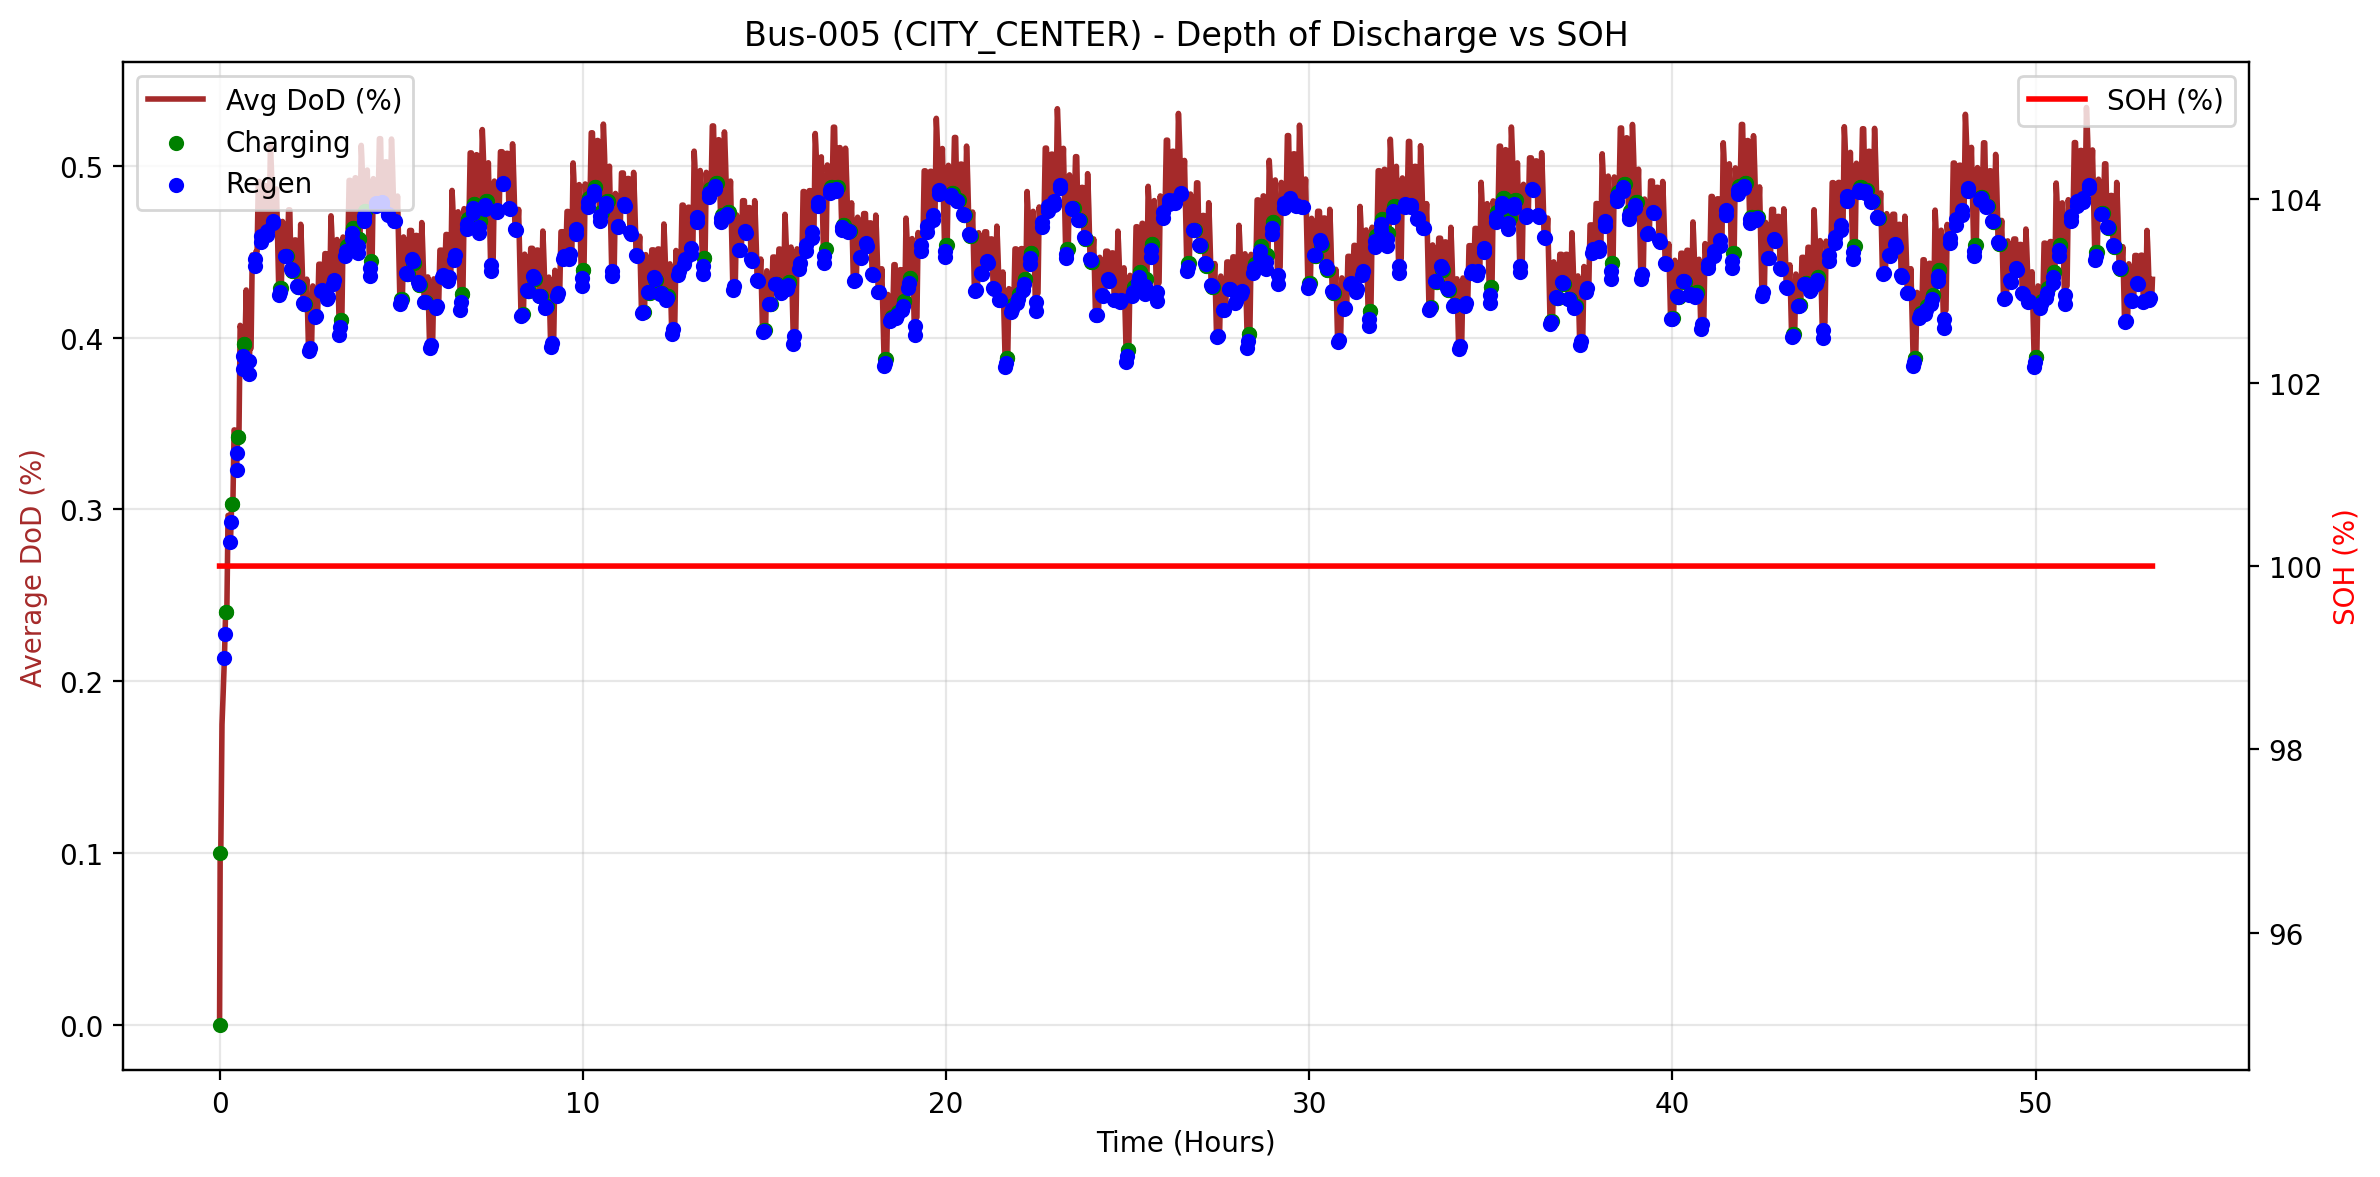 Bus-005 (CITY_CENTER) - Depth of Discharge vs SOH
Avg DoD (%)
Charging
Regen
SOH (%)
0.5
0.4
0.3
0.2
0.1
0.0
Average DoD (%)
104
102
100
98
96
SOH (%)
0
10
20
30
40
50
Time (Hours)